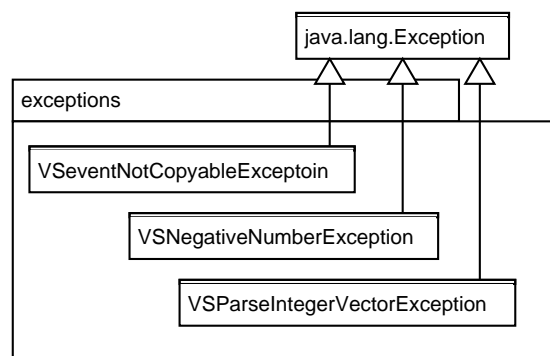 java.lang.Exception
exceptions
VSeventNotCopyableExceptoin
VSNegativeNumberException
VSParseIntegerVectorException